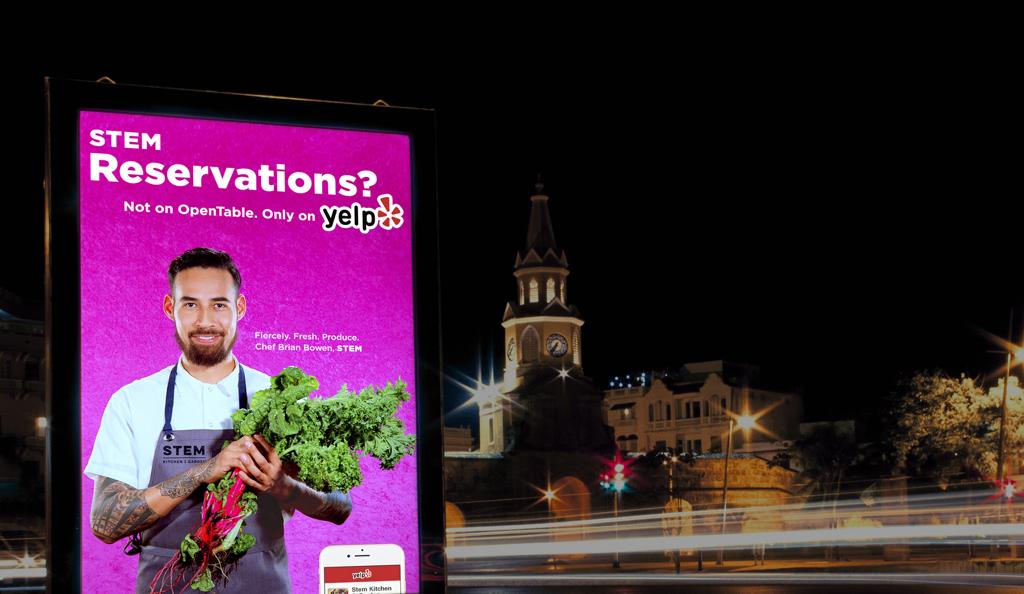 STEM
Reservations?
Not on OpenTable. Only on yelp
Fiercely. Fresh. Produce.
Chef Brian Bowen, STEM
STEM
KITCHEN | GARDEN
yelp
Stem Kitchen